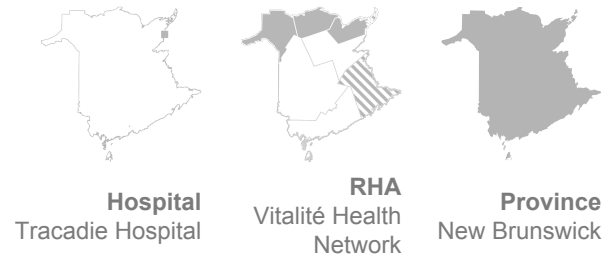 Hospital
Tracadie Hospital
RHA
Vitalité Health
Network
Province
New Brunswick